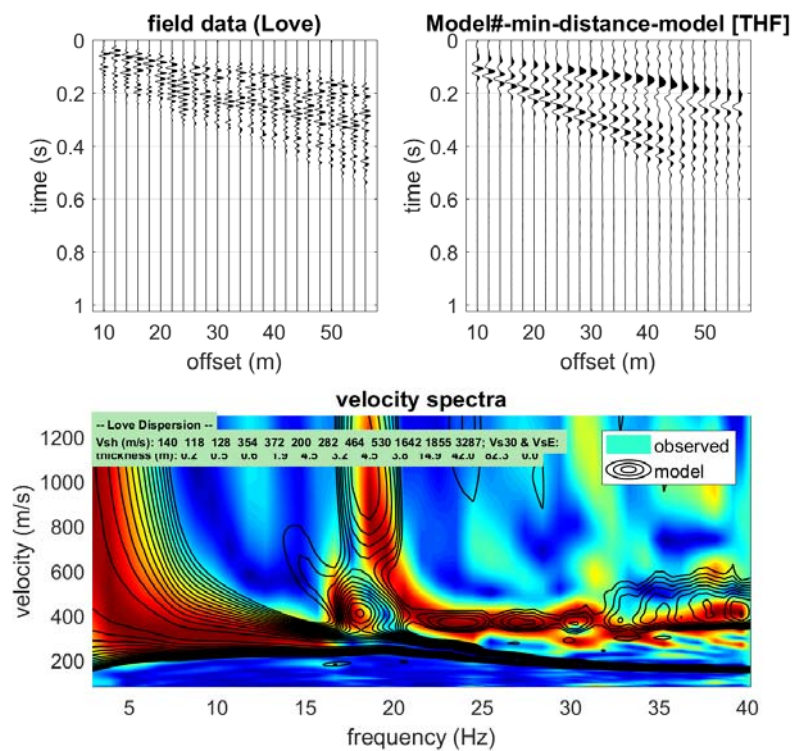 field data (Love)
Model#-min-distance-model [THF]
0
0.2
0.4
0.6
0.8
1
time (s)
10 20 30 40 50
offset (m)
0
0.2
0.4
0.6
0.8
1
time (s)
10 20 30 40 50
offset (m)
velocity spectra
-- Love Dispersion --
Vsh (m/s): 140 118 128 354 372 200 282 464 530 1642 1855 3287; Vs30 & VsE:
thickness (m): 0.2 0.5 0.6 1.9 4.5 3.2 4.5 3.8 14.9 42.0 82.3 0.0
observed
model
1200
1000
800
600
400
200
velocity (m/s)
5 10 15 20 25 30 35 40
frequency (Hz)